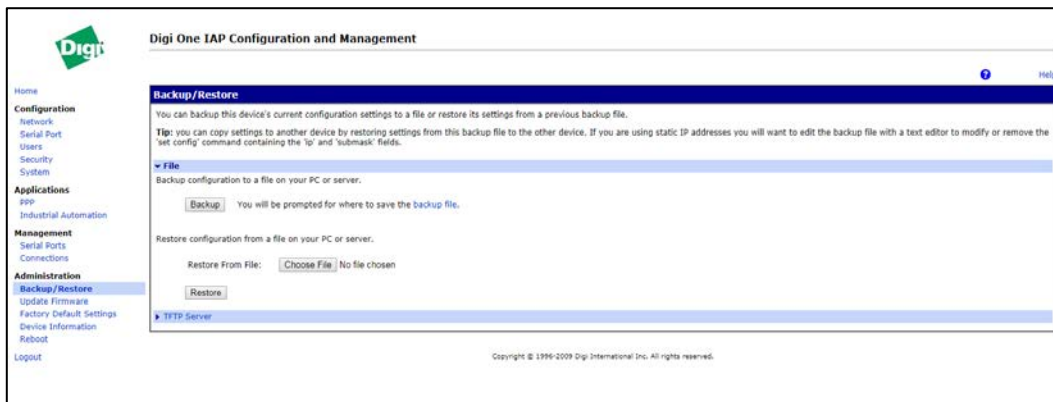 Digi
Digi One IAP Configuration and Management
Help
Home
Configuration
Network
Serial Port
Users
Security
System
Applications
PPP
Industrial Automation
Management
Serial Ports
Connections
Administration
Backup/Restore
Update Firmware
Factory Default Settings
Device Information
Reboot
Logout
Backup/Restore
You can backup this device's current configuration settings to a file or restore its settings from a previous backup file.
Tip: you can copy settings to another device by restoring settings from this backup file to the other device. If you are using static IP addresses you will want to edit the backup file with a text editor to modify or remove the
'set config' command containing the 'ip' and 'submask' fields.
File
Backup configuration to a file on your PC or server.
Backup You will be prompted for where to save the backup file.
Restore configuration from a file on your PC or server.
Restore From File: Choose File No file chosen
Restore
TFTP Server
Copyright © 1996-2009 Digi International Inc. All rights reserved.